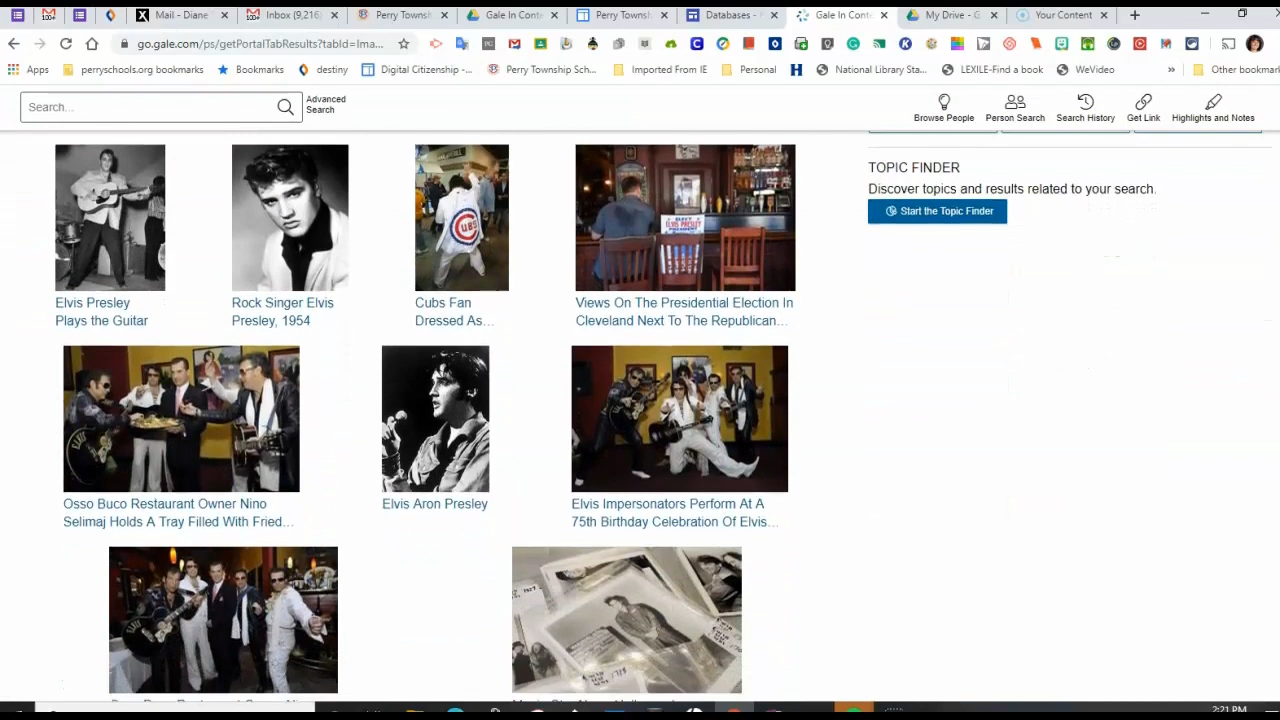 Mail - Diane
Inbox (9,216)
Perry Townsh
Gale In Conte
Perry Townsh
Databases - A
Gale In Conte
My Drive - G
Your Content
go.gale.com/ps/getPortalTabResults?tabId=Ima...
Apps
perryschools.org bookmarks
Bookmarks
destiny
Digital Citizenship -...
Perry Township Sch...
Imported From IE
Personal
National Library Sta...
LEXILE-Find a book
WeVideo
»
Other bookmar
Search...
Advanced
Search
Browse People
Person Search
Search History
Get Link
Highlights and Notes
TOPIC FINDER
Discover topics and results related to your search.
Start the Topic Finder
CUBS
ELVIS PRESLEY
Elvis Presley
Plays the Guitar
Rock Singer Elvis
Presley, 1954
Cubs Fan
Dressed As...
Views On The Presidential Election In
Cleveland Next To The Republican...
Osso Buco Restaurant Owner Nino
Selimaj Holds A Tray Filled With Fried...
Elvis Aron Presley
Elvis Impersonators Perform At A
75th Birthday Celebration Of Elvis...
2:21 PM